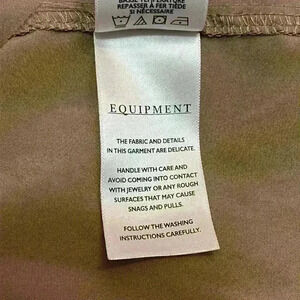 REPASSER À FER TIÈDE
SI NÉCESSAIRE
EQUIPMENT
THE FABRIC AND DETAILS
IN THIS GARMENT ARE DELICATE.
HANDLE WITH CARE AND
AVOID COMING INTO CONTACT
WITH JEWELRY OR ANY ROUGH
SURFACES THAT MAY CAUSE
SNAGS AND PULLS.
FOLLOW THE WASHING
INSTRUCTIONS CAREFULLY.